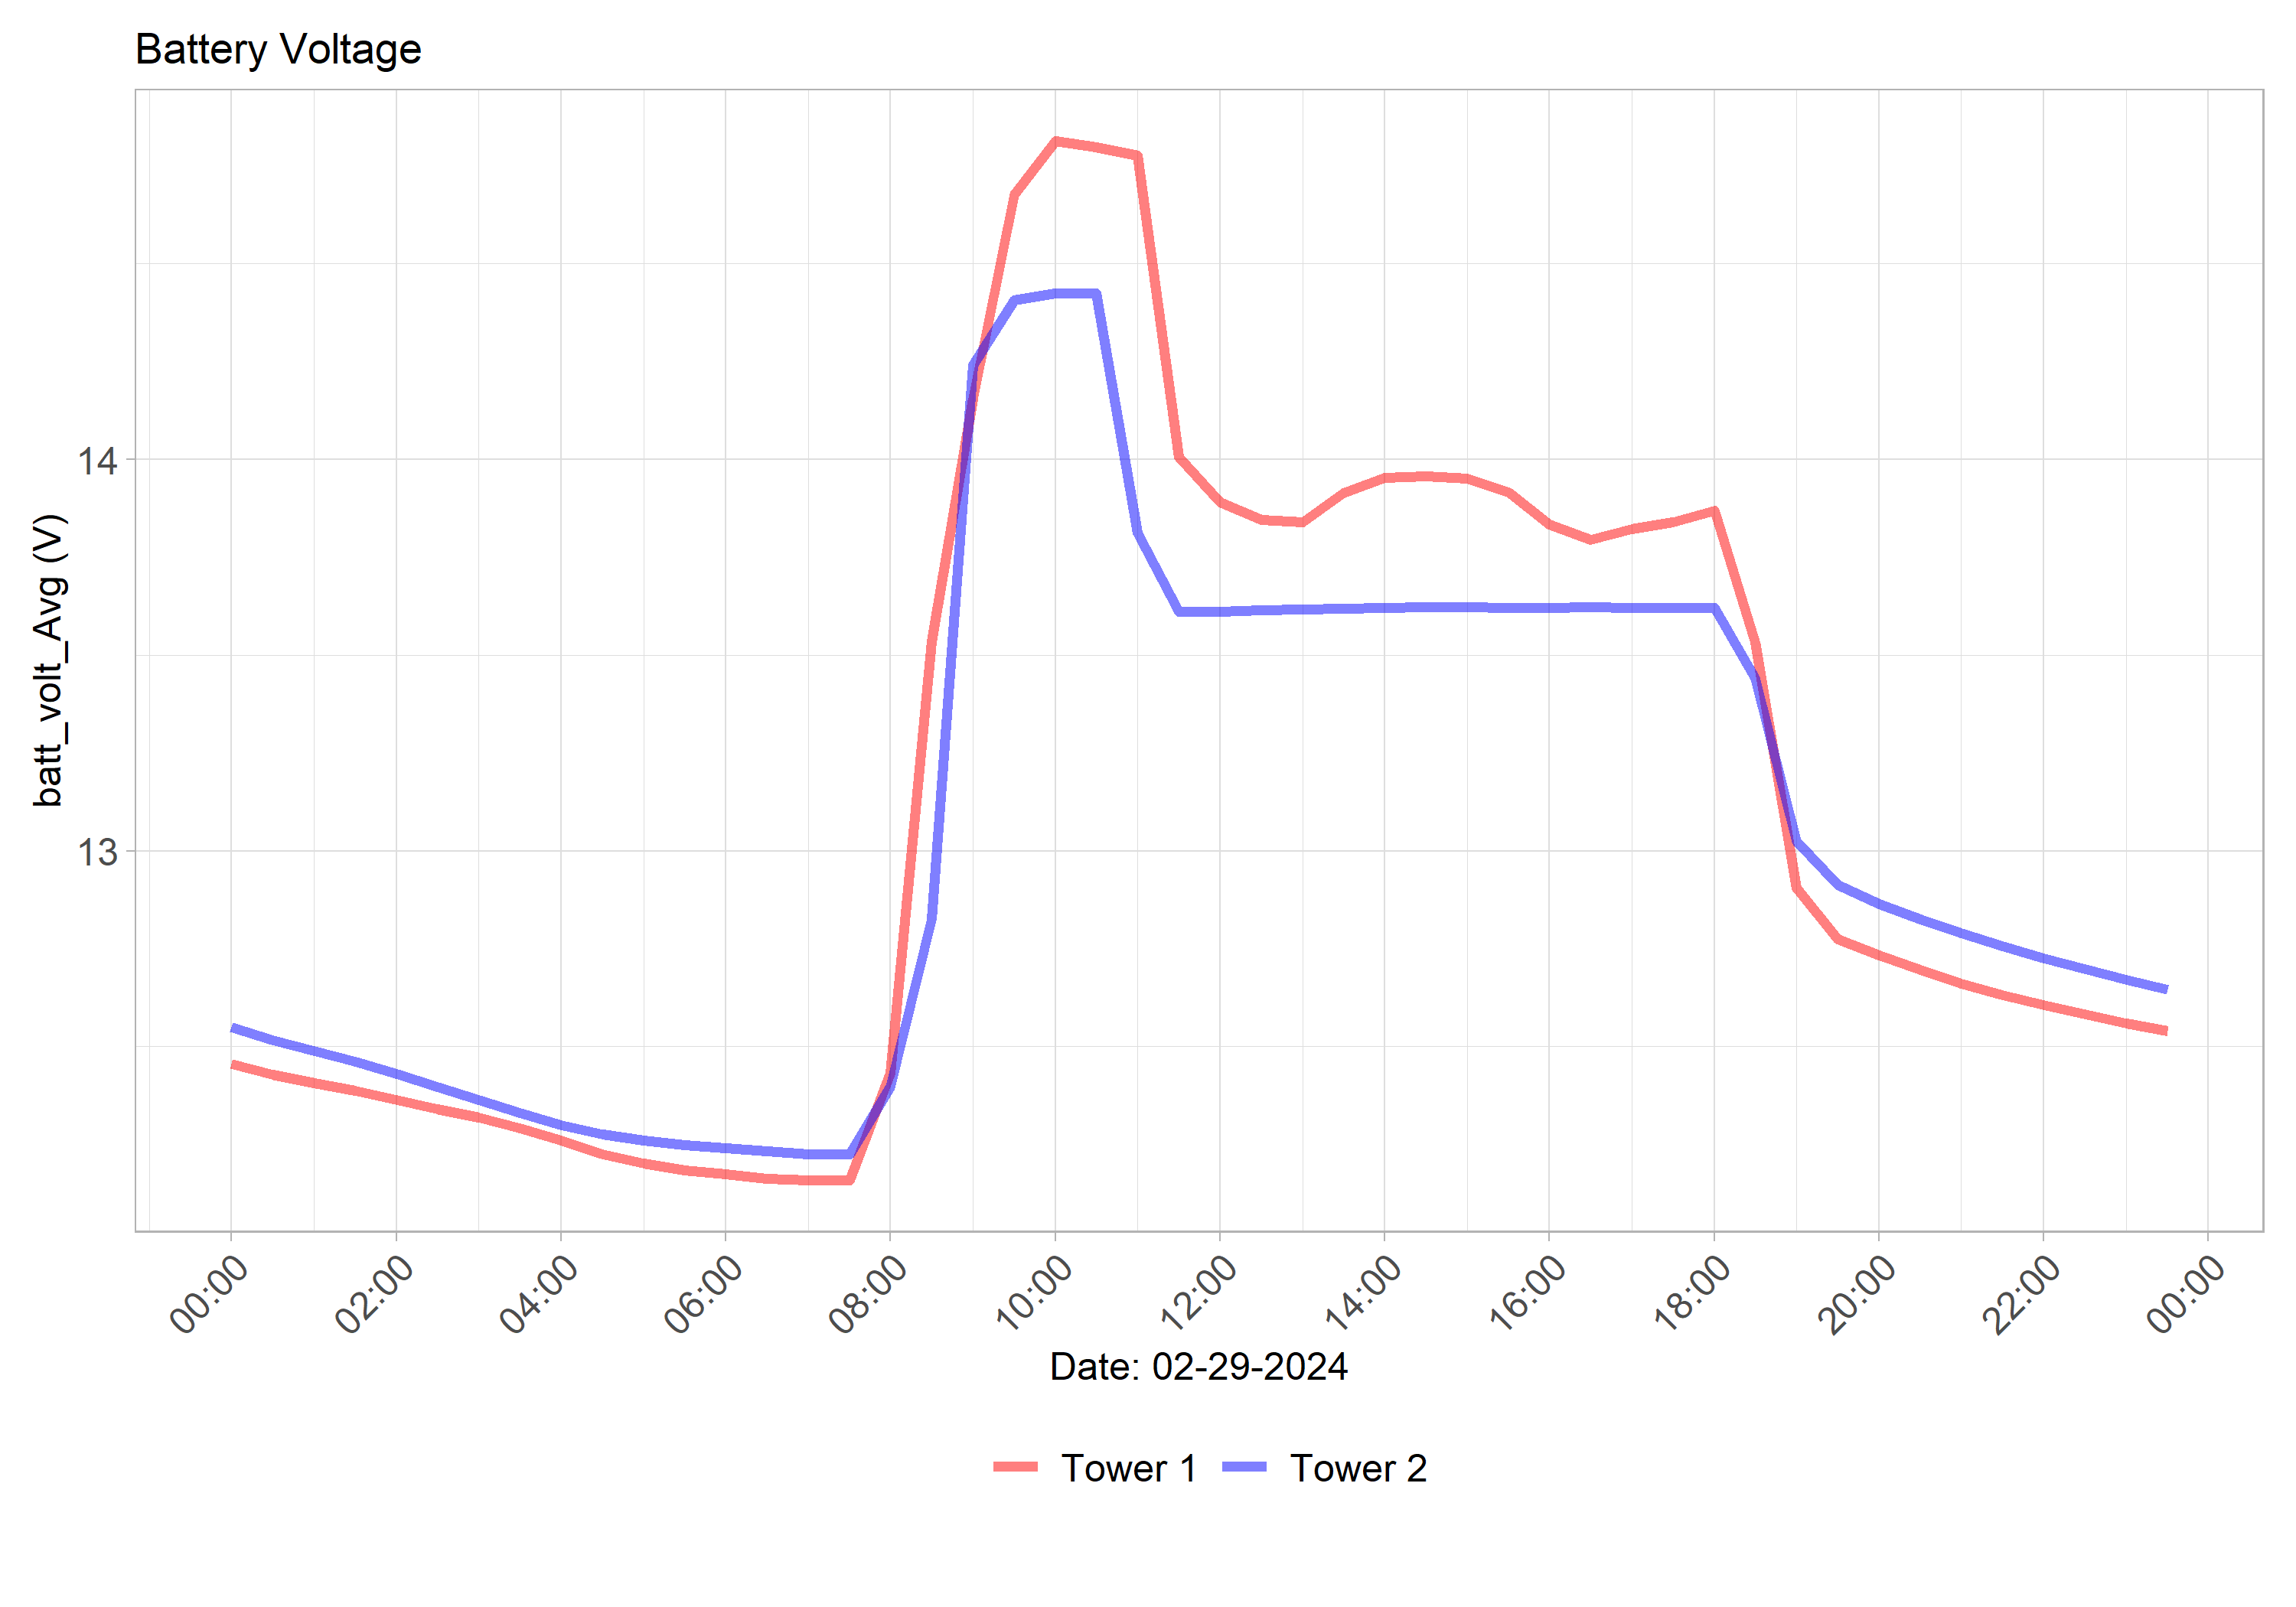 Battery Voltage
batt_volt_Avg (V)
14
13
00:00 02:00 04:00 06:00 08:00 10:00 12:00 14:00 16:00 18:00 20:00 22:00 00:00
Date: 02-29-2024
Tower 1 Tower 2